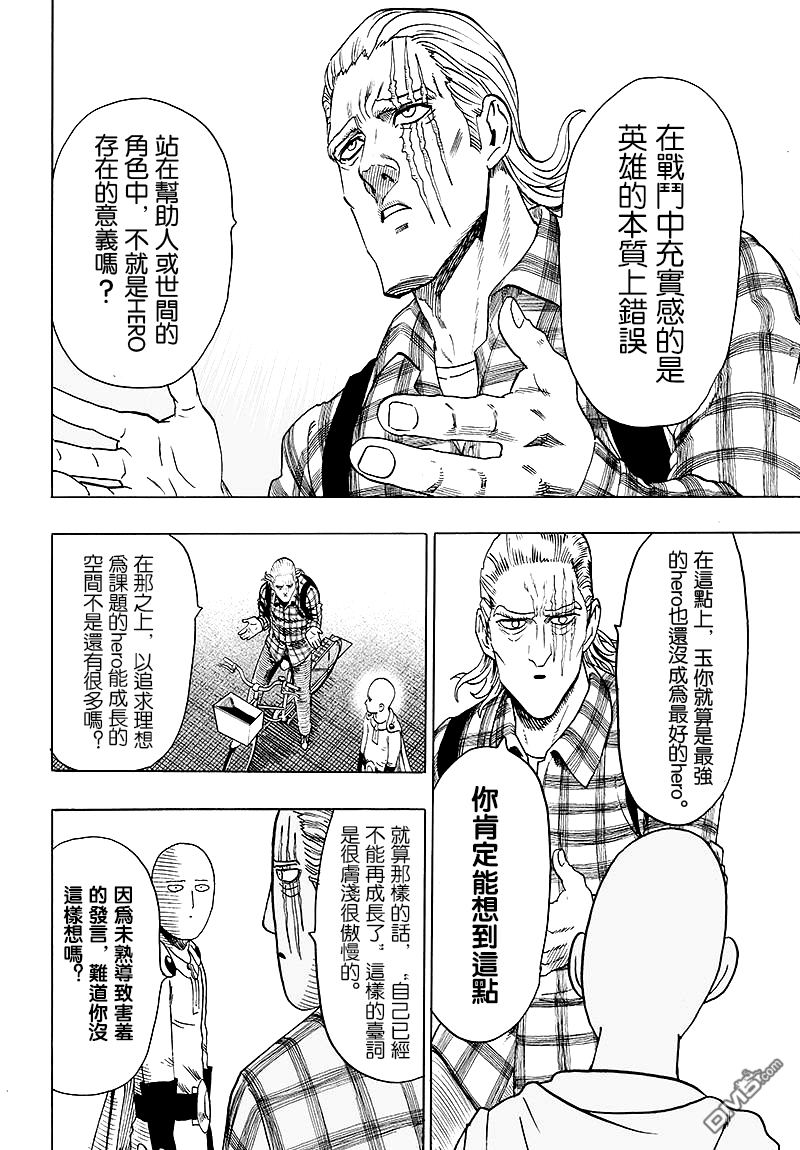 在戰鬥中充實感的是
英雄的本質上錯誤
站在幫助人或世間的
角色中，不就是HERO
存在的意義嗎？
在這點上，玉你就算是最強
的hero也還沒成為最好的hero。
你肯定能想到這點
在那之上，以追求理想
為課題的hero能成長的
空間不是還有很多嗎？
就算那樣的話，“自己已經
不能再成長了”這樣的臺詞
是很膚淺很傲慢的。
因為未熟導致害羞
的發言，難道你沒
這樣想嗎？
DM5.com